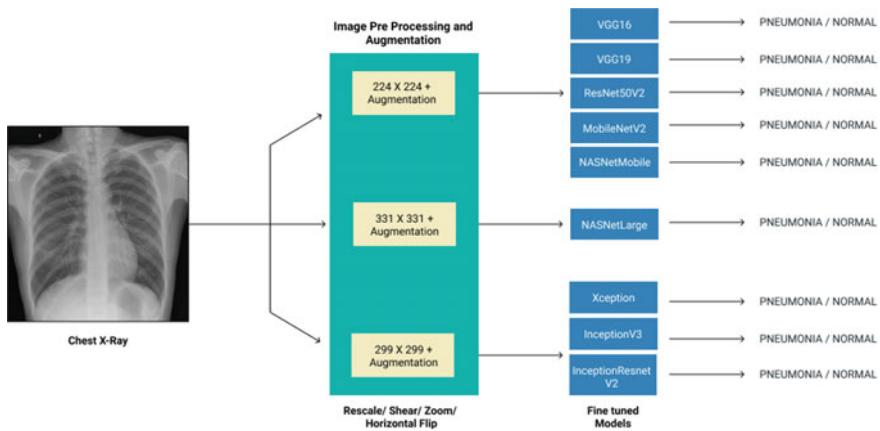 Image Pre Processing and
Augmentation
224 X 224 +
Augmentation
331 X 331 +
Augmentation
299 X 299 +
Augmentation
Rescale/ Shear/ Zoom/
Horizontal Flip
Chest X-Ray
VGG16
PNEUMONIA / NORMAL
VGG19
PNEUMONIA / NORMAL
ResNet50V2
PNEUMONIA / NORMAL
MobileNetV2
PNEUMONIA / NORMAL
NASNetMobile
PNEUMONIA / NORMAL
NASNetLarge
PNEUMONIA / NORMAL
Xception
PNEUMONIA / NORMAL
InceptionV3
PNEUMONIA / NORMAL
InceptionResnet
V2
PNEUMONIA / NORMAL
Fine tuned
Models